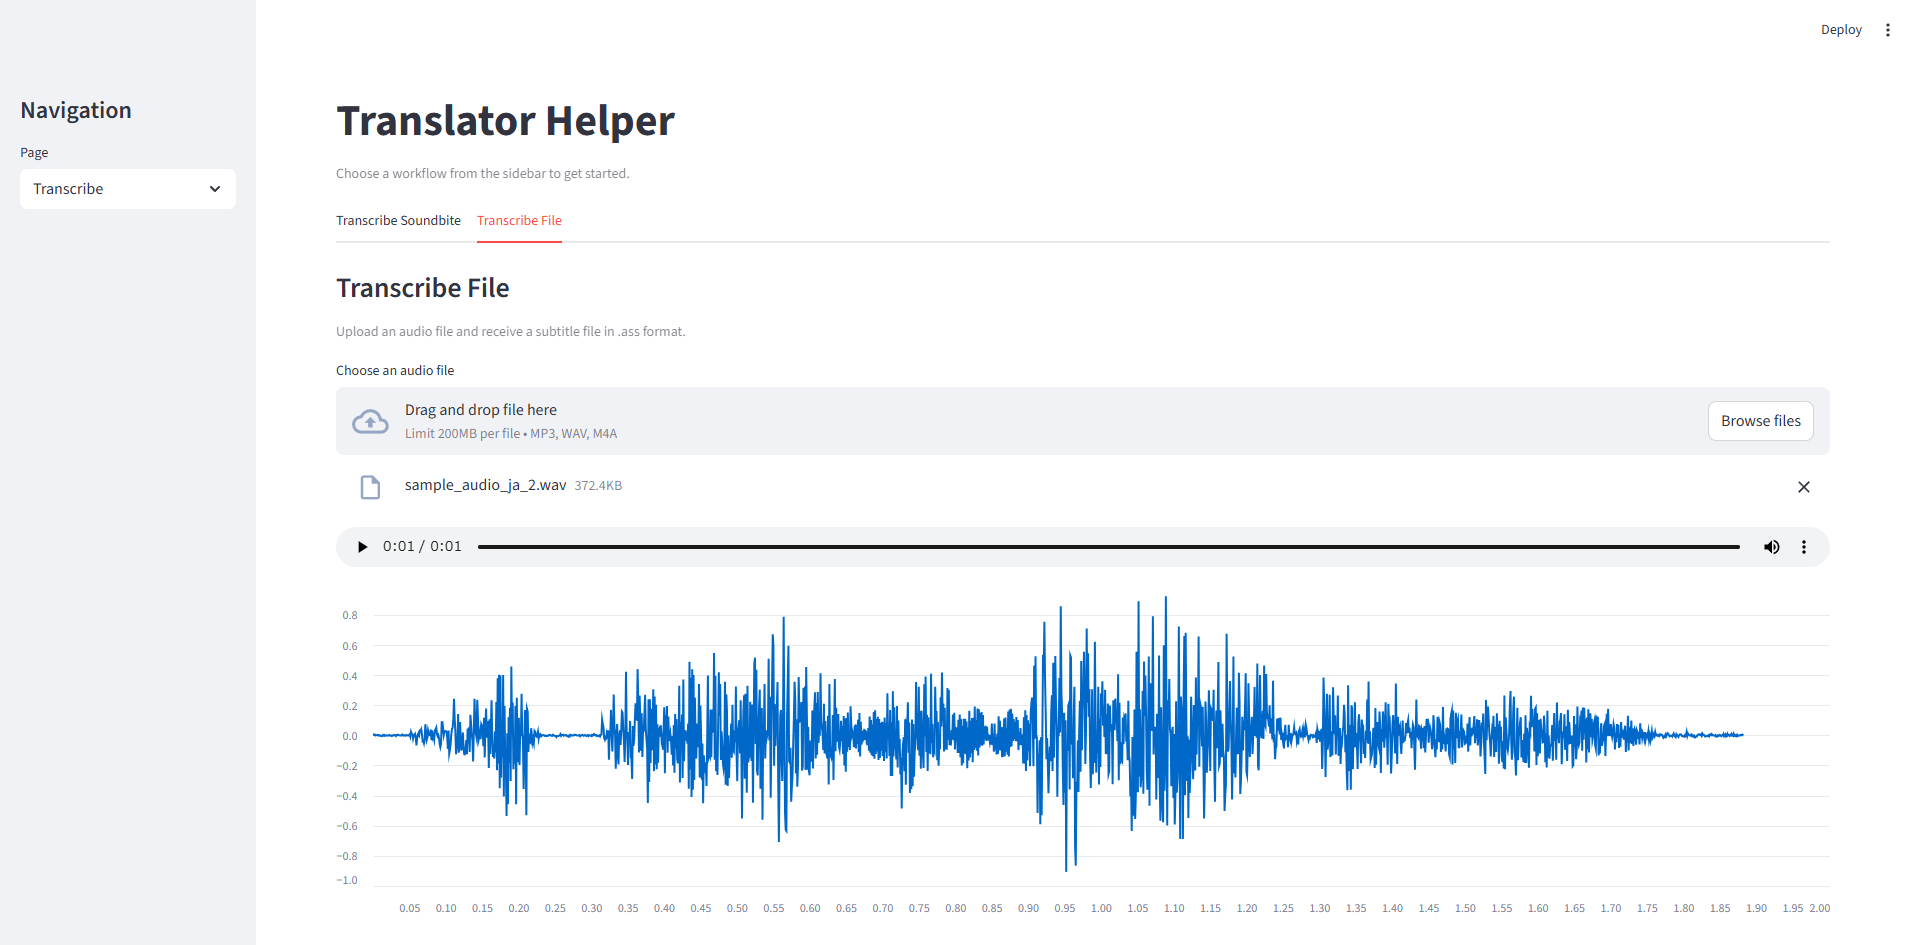 Deploy
Navigation
Page
Transcribe
Translator Helper
Choose a workflow from the sidebar to get started.
Transcribe Soundbite Transcribe File
Transcribe File
Upload an audio file and receive a subtitle file in .ass format.
Choose an audio file
Drag and drop file here
Limit 200MB per file • MP3, WAV, M4A
Browse files
sample_audio_ja_2.wav 372.4KB
0:01 / 0:01
0.8
0.6
0.4
0.2
0.0
−0.2
−0.4
−0.6
−0.8
−1.0
0.05 0.10 0.15 0.20 0.25 0.30 0.35 0.40 0.45 0.50 0.55 0.60 0.65 0.70 0.75 0.80 0.85 0.90 0.95 1.00 1.05 1.10 1.15 1.20 1.25 1.30 1.35 1.40 1.45 1.50 1.55 1.60 1.65 1.70 1.75 1.80 1.85 1.90 1.95 2.00